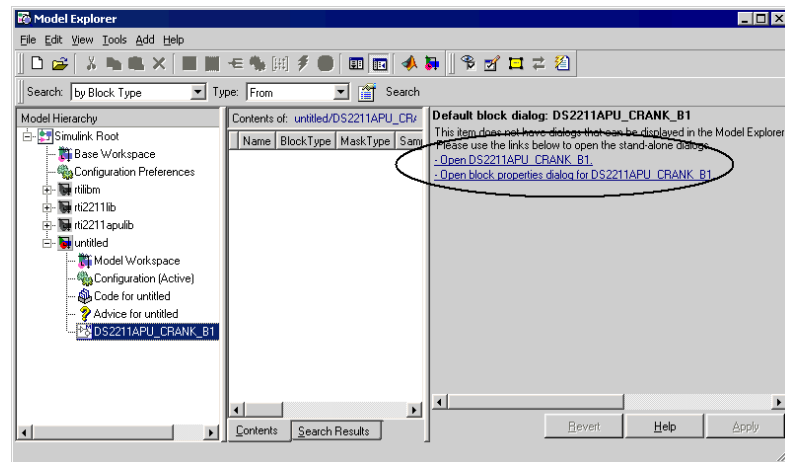 Model Explorer
File Edit View Tools Add Help
Search: by Block Type Type: From Search
Model Hierarchy
Simulink Root
Base Workspace
Configuration Preferences
rtilibm
rti2211lib
rti2211apulib
untitled
Model Workspace
Configuration (Active)
Code for untitled
Advice for untitled
DS2211APU_CRANK_B1
Contents of: untitled/DS2211APU_CR
Name BlockType MaskType Sam
Contents Search Results
Default block dialog: DS2211APU_CRANK_B1
This item does not have dialogs that can be displayed in the Model Explorer
Please use the links below to open the stand-alone dialogs.
- Open DS2211APU_CRANK_B1.
- Open block properties dialog for DS2211APU_CRANK_B1
Revert Help Apply